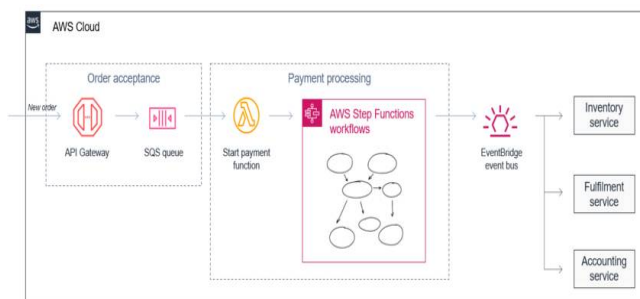 aws
AWS Cloud
Order acceptance
Payment processing
New order
API Gateway
SQS queue
Start payment
function
AWS Step Functions
workflows
EventBridge
event bus
Inventory
service
Fulfilment
service
Accounting
service